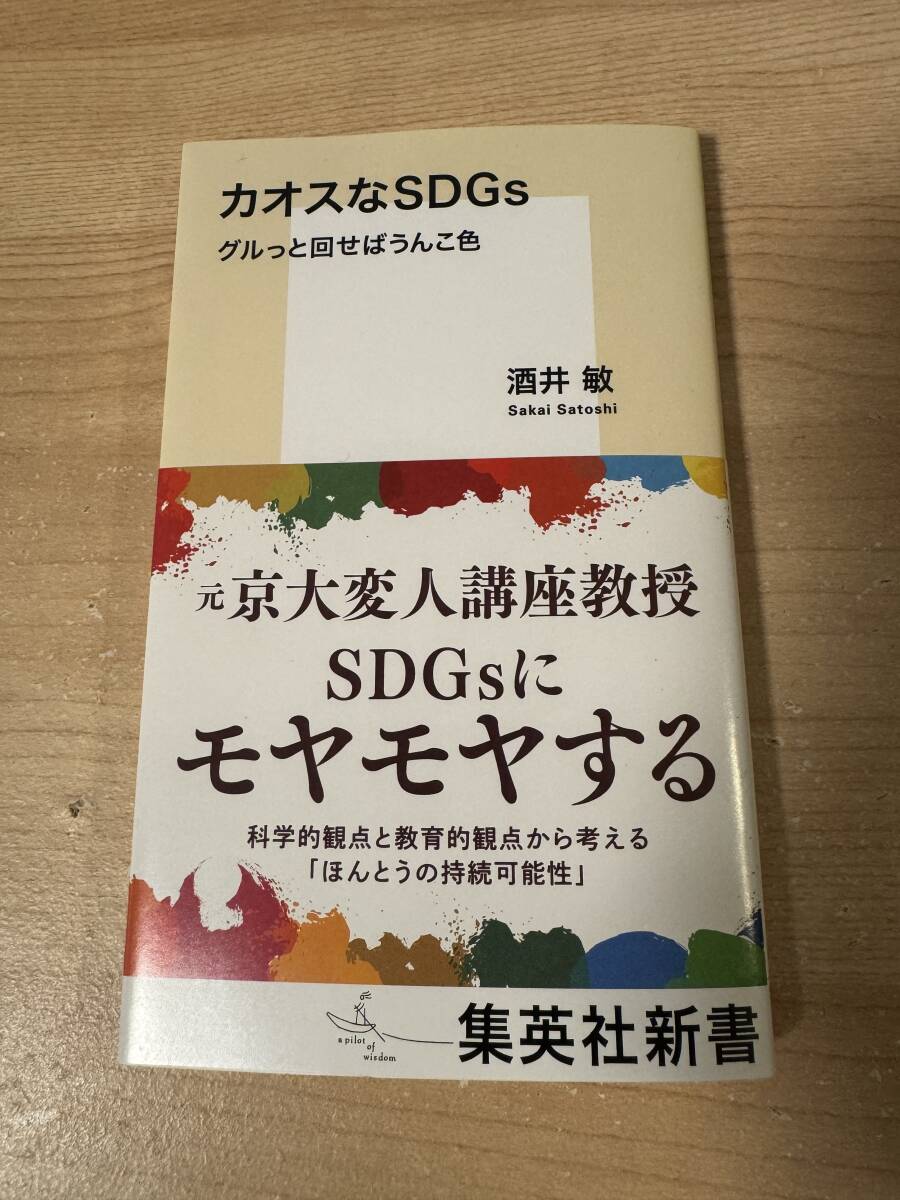 カオスなSDGs
グルっと回せばうんこ色
酒井 敏
Sakai Satoshi
元 京大変人講座教授
SDGsに
モヤモヤする
科学的観点と教育的観点から考える
「ほんとうの持続可能性」
a pilot
of
wisdom
集英社新書